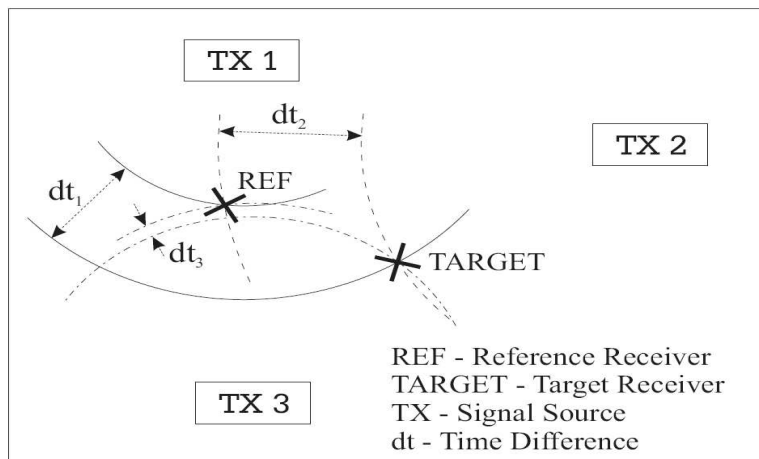 TX 1
dt2
TX 2
REF
dt1
dt3
TARGET
REF - Reference Receiver
TARGET - Target Receiver
TX 3
TX - Signal Source
dt - Time Difference